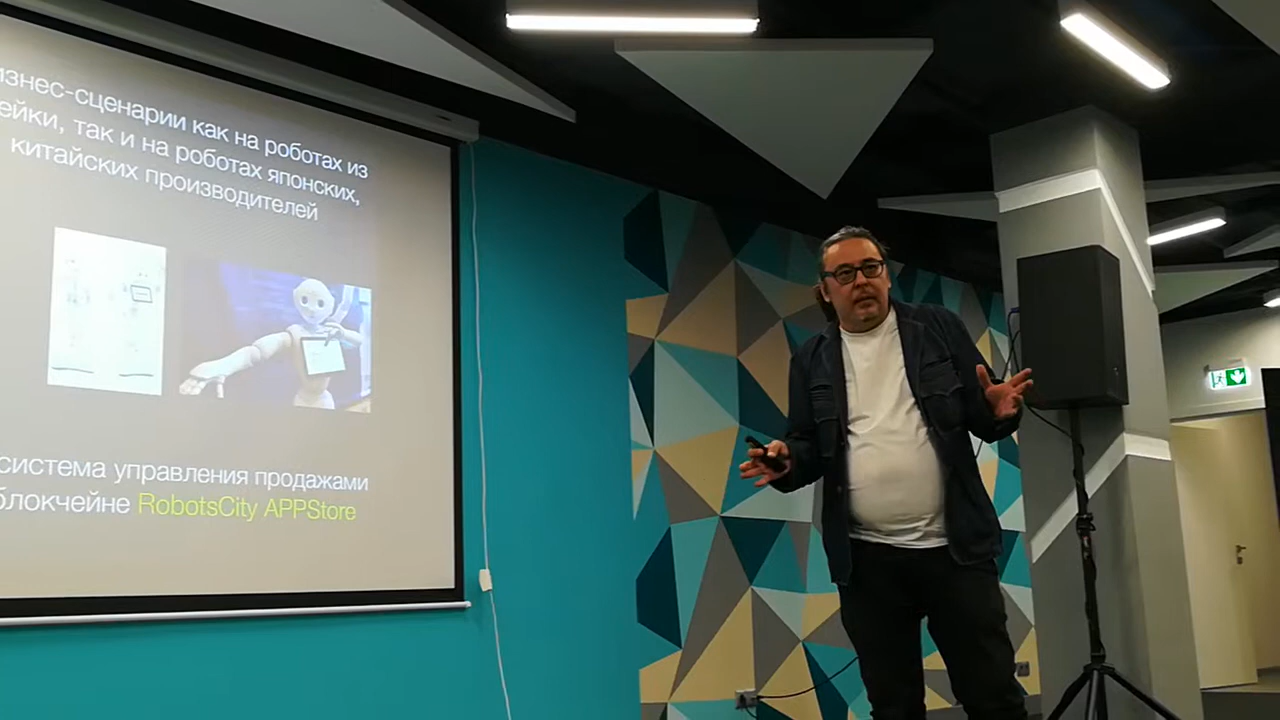 изнес-сценарии как на роботах из
ейки, так и на роботах японских,
китайских производителей
система управления продажами
блокчейне RobotsCity APPStore